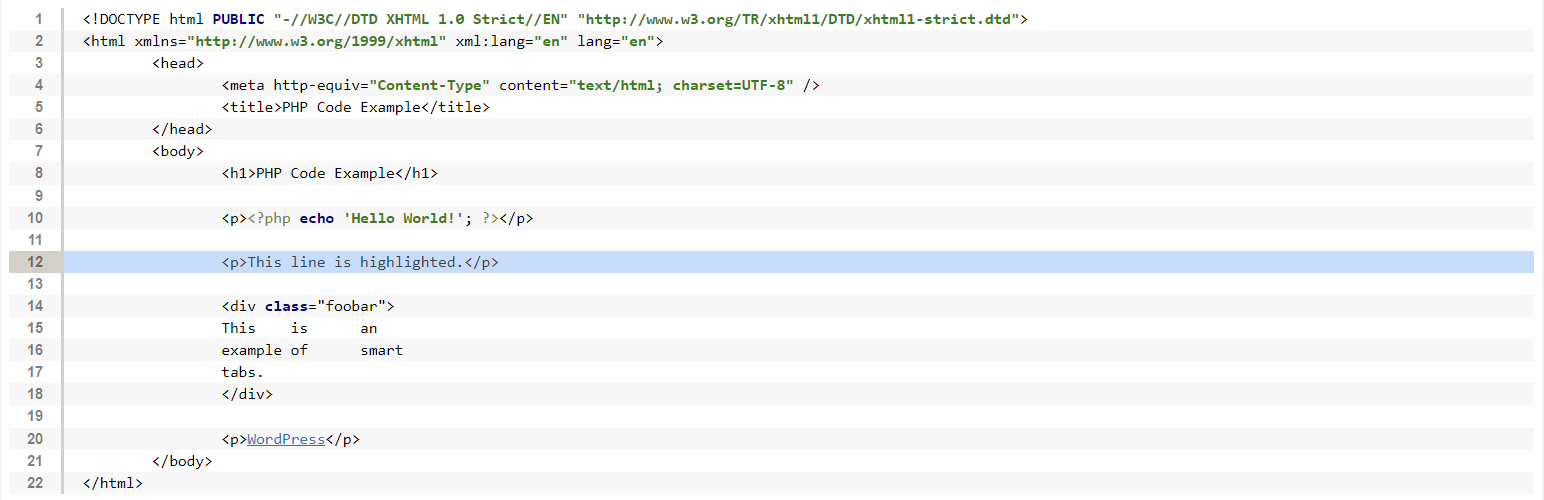 1 <!DOCTYPE html PUBLIC "-//W3C//DTD XHTML 1.0 Strict//EN" "http://www.w3.org/TR/xhtml1/DTD/xhtml1-strict.dtd">
2 <html xmlns="http://www.w3.org/1999/xhtml" xml:lang="en" lang="en">
3         <head>
4                 <meta http-equiv="Content-Type" content="text/html; charset=UTF-8" />
5                 <title>PHP Code Example</title>
6         </head>
7         <body>
8                 <h1>PHP Code Example</h1>
9
10                 <p><?php echo 'Hello World!'; ?></p>
11
12                 <p>This line is highlighted.</p>
13
14                 <div class="foobar">
15                 This    is      an
16                 example of      smart
17                 tabs.
18                 </div>
19
20                 <p>WordPress</p>
21         </body>
22 </html>